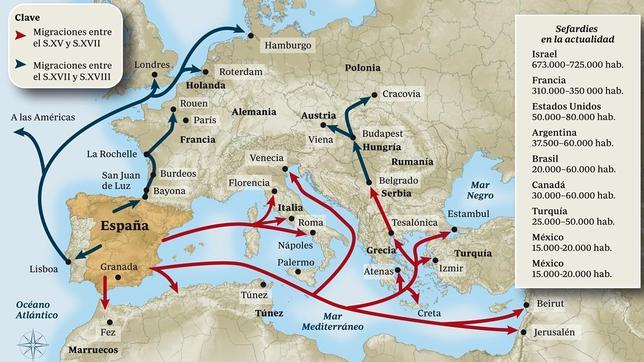 Clave
Migraciones entre
el S.XV y S.XVII
Migraciones entre
el S.XVII y S.XVIII
Hamburgo
Londres
Roterdam
Holanda
Polonia
A las Américas
Rouen
París
Francia
Alemania
Austria
Viena
Cracovia
Budapest
Hungría
Rumanía
La Rochelle
Burdeos
San Juan
de Luz
Bayona
Venecia
Florencia
Italia
Roma
Nápoles
Palermo
Belgrado
Serbia
Mar
Negro
Tesalónica
Estambul
Grecia
Turquía
Atenas
Izmir
España
Lisboa
Granada
Océano
Atlántico
Fez
Marruecos
Túnez
Túnez
Mar
Mediterráneo
Creta
Beirut
Jerusalén
Sefardíes
en la actualidad
Israel
673.000-725.000 hab.
Francia
310.000-350 000 hab.
Estados Unidos
50.000-80.000 hab.
Argentina
37.500-60.000 hab.
Brasil
20.000-60.000 hab.
Canadá
30.000-60.000 hab.
Turquía
25.000-50.000 hab.
México
15.000-20.000 hab.
México
15.000-20.000 hab.